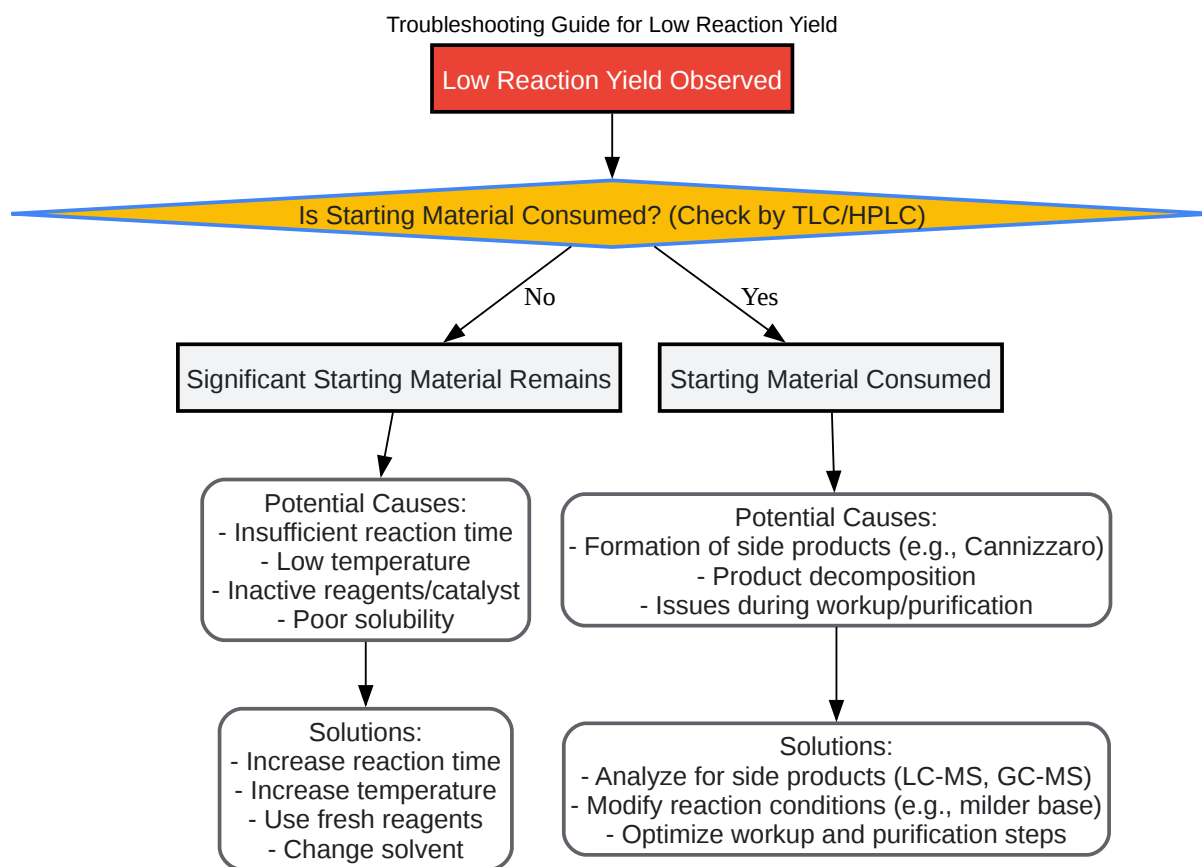 Troubleshooting Guide for Low Reaction Yield
Low Reaction Yield Observed
Is Starting Material Consumed? (Check by TLC/HPLC)
No
Yes
Significant Starting Material Remains
Starting Material Consumed
Potential Causes:
- Insufficient reaction time
- Low temperature
- Inactive reagents/catalyst
- Poor solubility
Potential Causes:
- Formation of side products (e.g., Cannizzaro)
- Product decomposition
- Issues during workup/purification
Solutions:
- Increase reaction time
- Increase temperature
- Use fresh reagents
- Change solvent
Solutions:
- Analyze for side products (LC-MS, GC-MS)
- Modify reaction conditions (e.g., milder base)
- Optimize workup and purification steps